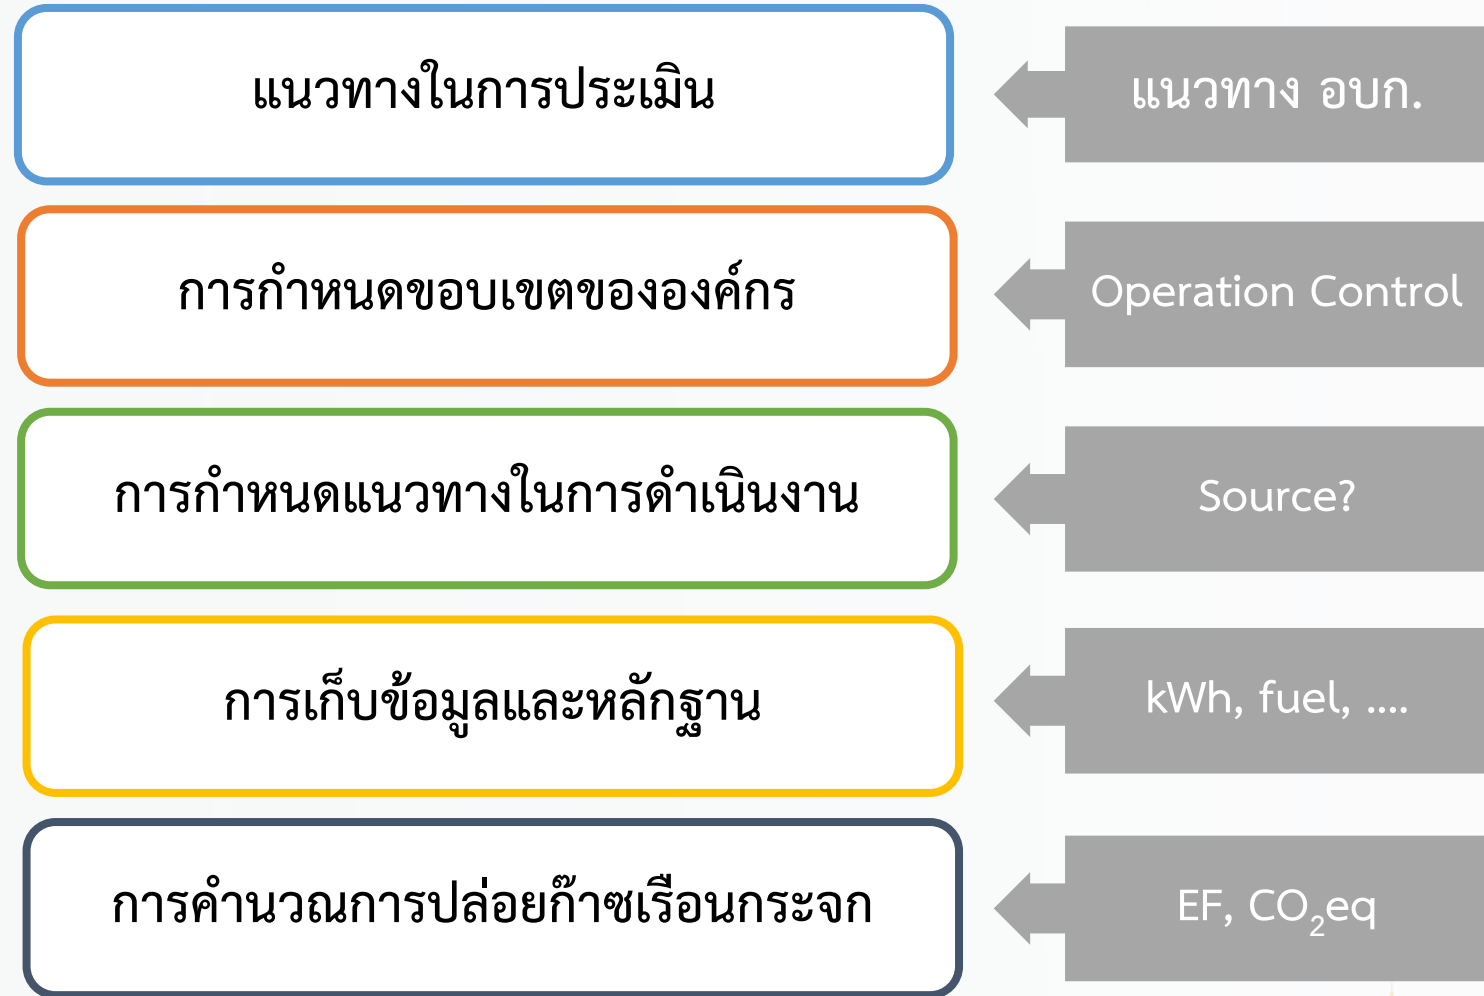 แนวทางในการประเมิน
แนวทาง อบก.
การกำหนดขอบเขตขององค์กร
Operation Control
การกำหนดแนวทางในการดำเนินงาน
Source?
การเก็บข้อมูลและหลักฐาน
kWh, fuel, ....
การคำนวณการปล่อยก๊าซเรือนกระจก
EF, CO₂eq